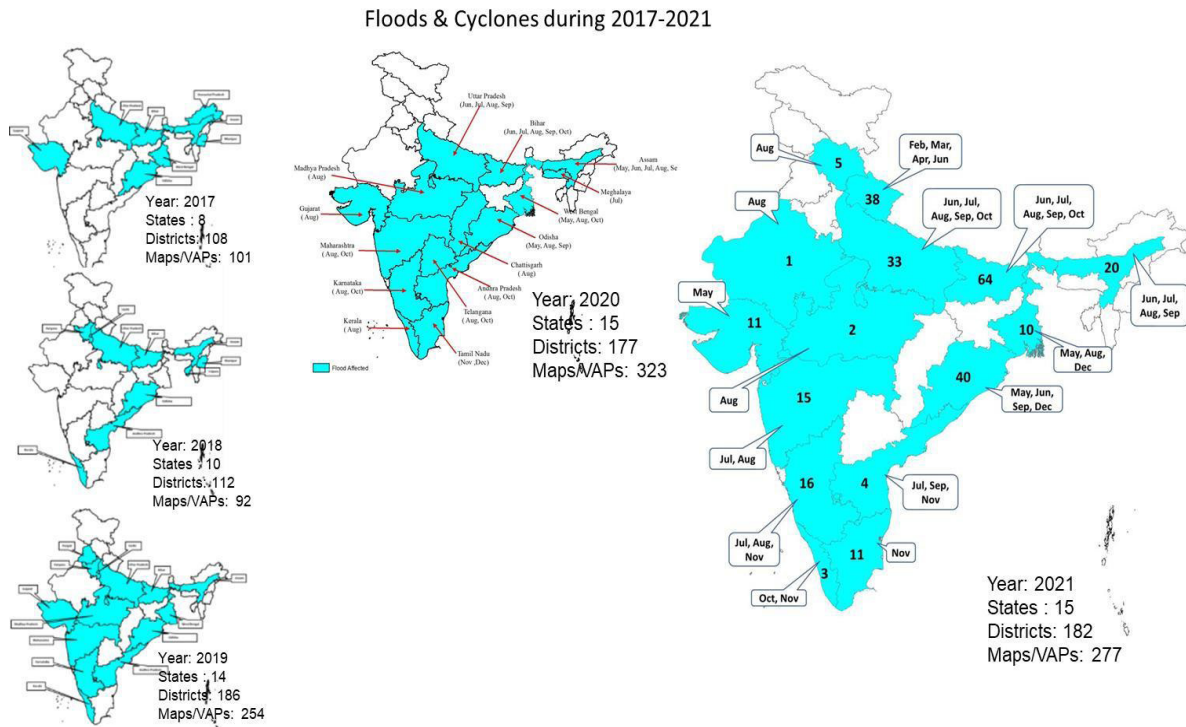 Floods & Cyclones during 2017-2021
Year: 2017
States : 8
Districts: 108
Maps/VAPs: 101
Year: 2018
States : 10
Districts: 112
Maps/VAPs: 92
Year: 2019
States : 14
Districts: 186
Maps/VAPs: 254
Uttar Pradesh
(Jun, Jul, Aug, Sep)
Bihar
(Jun, Jul, Aug, Sep, Oct)
Assam
(May, Jun, Jul, Aug, Se
Madhya Pradesh
(Aug)
Meghalaya
(Jul)
West Bengal
(May, Aug, Oct)
Gujarat
(Aug)
Odisha
(May, Aug, Sep)
Maharashtra
(Aug, Oct)
Chattisgarh
(Aug)
Karnataka
(Aug, Oct)
Andhra Pradesh
(Aug, Oct)
Telangana
(Aug, Oct)
Kerala
(Aug)
Tamil Nadu
(Nov ,Dec)
Flood Affected
Year: 2020
States : 15
Districts: 177
Maps/VAPs: 323
Aug
5
Feb, Mar,
Apr, Jun
38
Aug
1
Jun, Jul,
Aug, Sep, Oct
33
Jun, Jul,
Aug, Sep, Oct
64
20
Jun, Jul,
Aug, Sep
May
11
2
Aug
10
May, Aug,
Dec
40
May, Jun,
Sep, Dec
15
Jul, Aug
16
Jul, Aug,
Nov
4
Jul, Sep,
Nov
11
Nov
3
Oct, Nov
Year: 2021
States : 15
Districts: 182
Maps/VAPs: 277